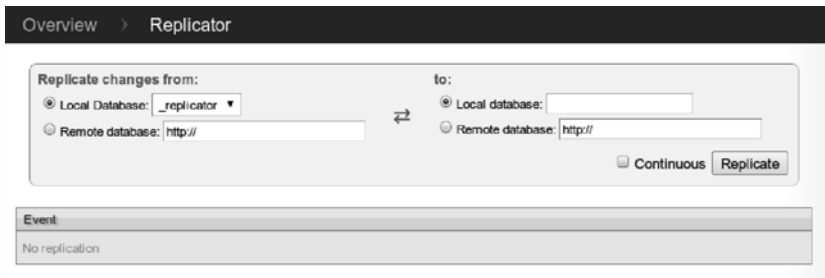 Overview Replicator
Replicate changes from:
Local Database: _replicator
Remote database: http://
to:
Local database:
Remote database: http://
Continuous Replicate
Event
No replication